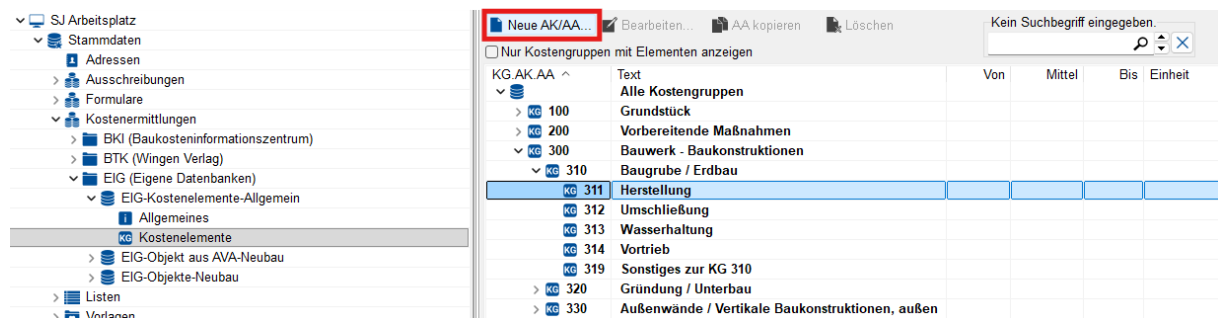 SJ Arbeitsplatz
Stammdaten
Adressen
Ausschreibungen
Formulare
Kostenermittlungen
BKI (Baukosteninformationszentrum)
BTK (Wingen Verlag)
EIG (Eigene Datenbanken)
EIG-Kostenelemente-Allgemein
Allgemeines
KG Kostenelemente
EIG-Objekt aus AVA-Neubau
EIG-Objekte-Neubau
Listen
Vorlagen
Neue AK/AA... Bearbeiten... AA kopieren Löschen
Kein Suchbegriff eingegeben.
Nur Kostengruppen mit Elementen anzeigen
KG.AK.AA Text Von Mittel Bis Einheit
Alle Kostengruppen
KG 100 Grundstück
KG 200 Vorbereitende Maßnahmen
KG 300 Bauwerk - Baukonstruktionen
KG 310 Baugrube / Erdbau
KG 311 Herstellung
KG 312 Umschließung
KG 313 Wasserhaltung
KG 314 Vortrieb
KG 319 Sonstiges zur KG 310
KG 320 Gründung / Unterbau
KG 330 Außenwände / Vertikale Baukonstruktionen, außen